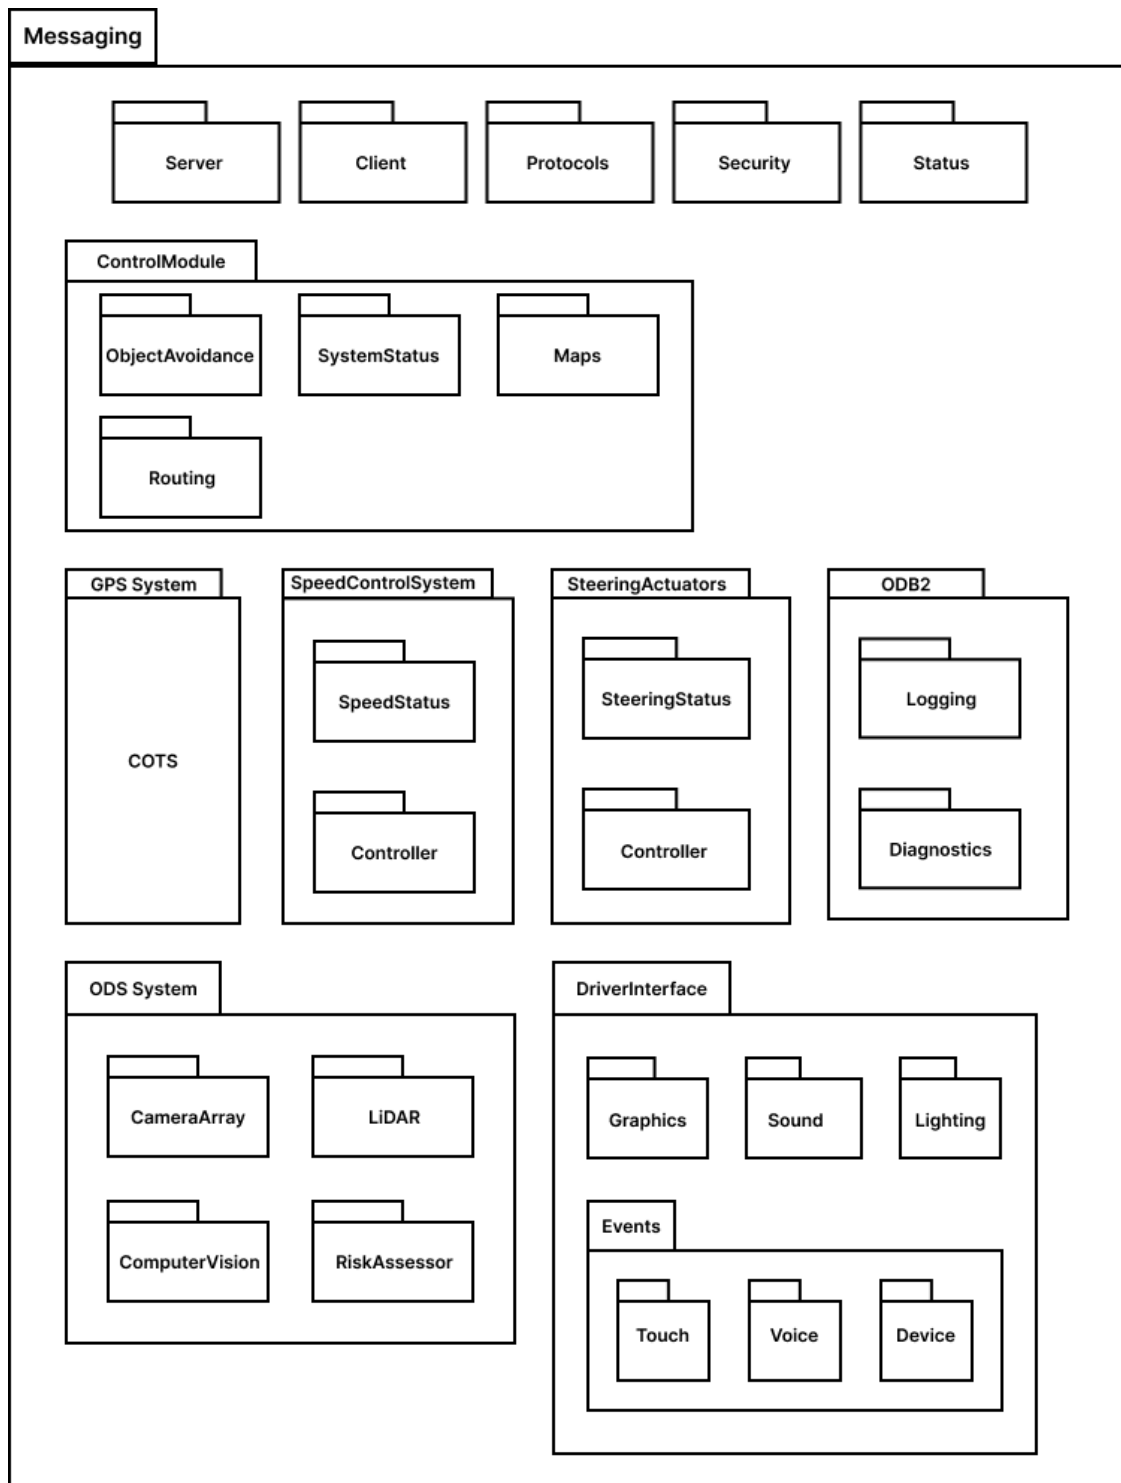 Messaging
Server
Client
Protocols
Security
Status
ControlModule
ObjectAvoidance
SystemStatus
Maps
Routing
GPS System
COTS
SpeedControlSystem
SpeedStatus
Controller
SteeringActuators
SteeringStatus
Controller
ODB2
Logging
Diagnostics
ODS System
CameraArray
LiDAR
ComputerVision
RiskAssessor
DriverInterface
Graphics
Sound
Lighting
Events
Touch
Voice
Device